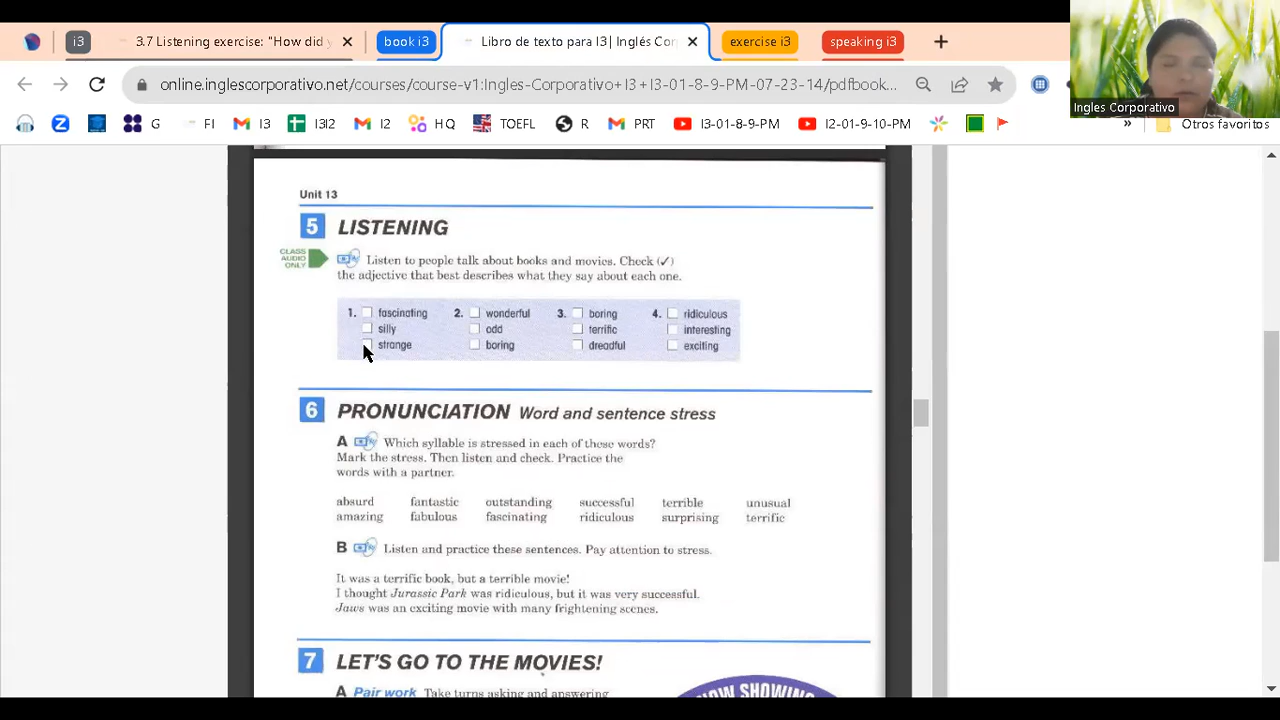 i3
3.7 Listening exercise: "How did y
book i3
Libro de texto para I3| Inglés Cor
exercise i3
speaking i3
online.inglescorporativo.net/courses/course-v1:Ingles-Corporativo+I3+I3-01-8-9-PM-07-23-14/pdfbook...
Ingles Corporativo
G
FI
I3
I3I2
I2
HQ
TOEFL
R
PRT
I3-01-8-9-PM
I2-01-9-10-PM
»
Otros favoritos
Unit 13
5 LISTENING
CLASS
AUDIO
ONLY
Listen to people talk about books and movies. Check (✓)
the adjective that best describes what they say about each one.
1. fascinating 2. wonderful 3. boring 4. ridiculous
silly odd terrific interesting
strange boring dreadful exciting
6 PRONUNCIATION Word and sentence stress
A Which syllable is stressed in each of these words?
Mark the stress. Then listen and check. Practice the
words with a partner.
absurd fantastic outstanding successful terrible unusual
amazing fabulous fascinating ridiculous surprising terrific
B Listen and practice these sentences. Pay attention to stress.
It was a terrific book, but a terrible movie!
I thought Jurassic Park was ridiculous, but it was very successful.
Jaws was an exciting movie with many frightening scenes.
7 LET'S GO TO THE MOVIES!
A Pair work Take turns asking and answering
NOW SHOWING